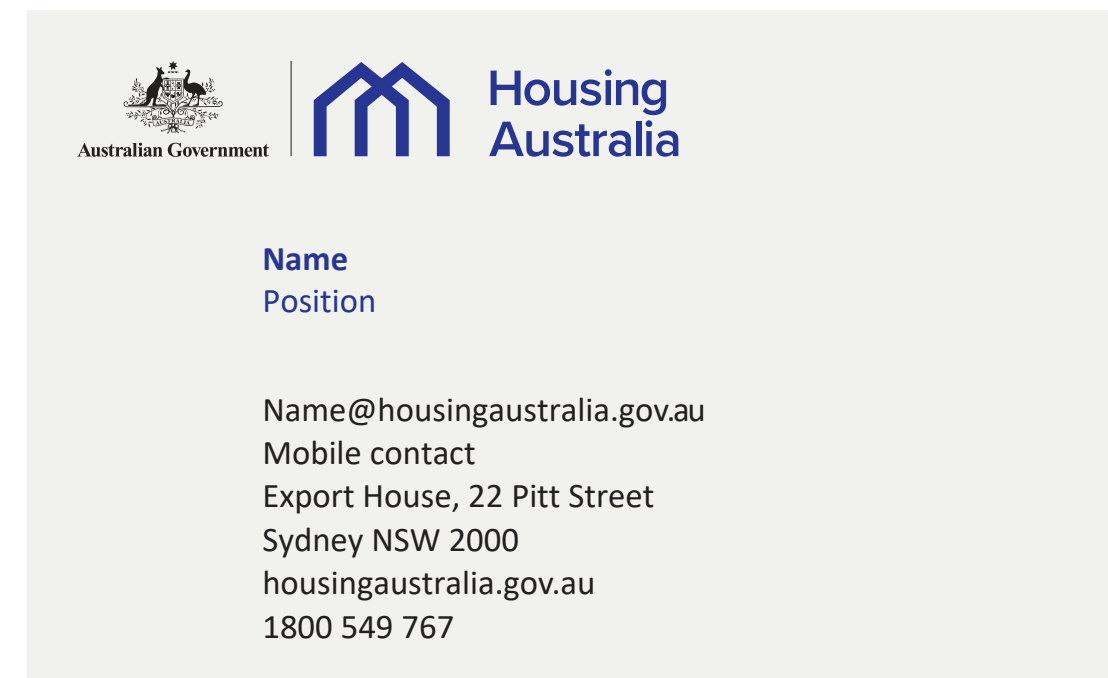 AUSTRALIA
Australian Government
Housing
Australia
Name
Position
Name@housingaustralia.gov.au
Mobile contact
Export House, 22 Pitt Street
Sydney NSW 2000
housingaustralia.gov.au
1800 549 767